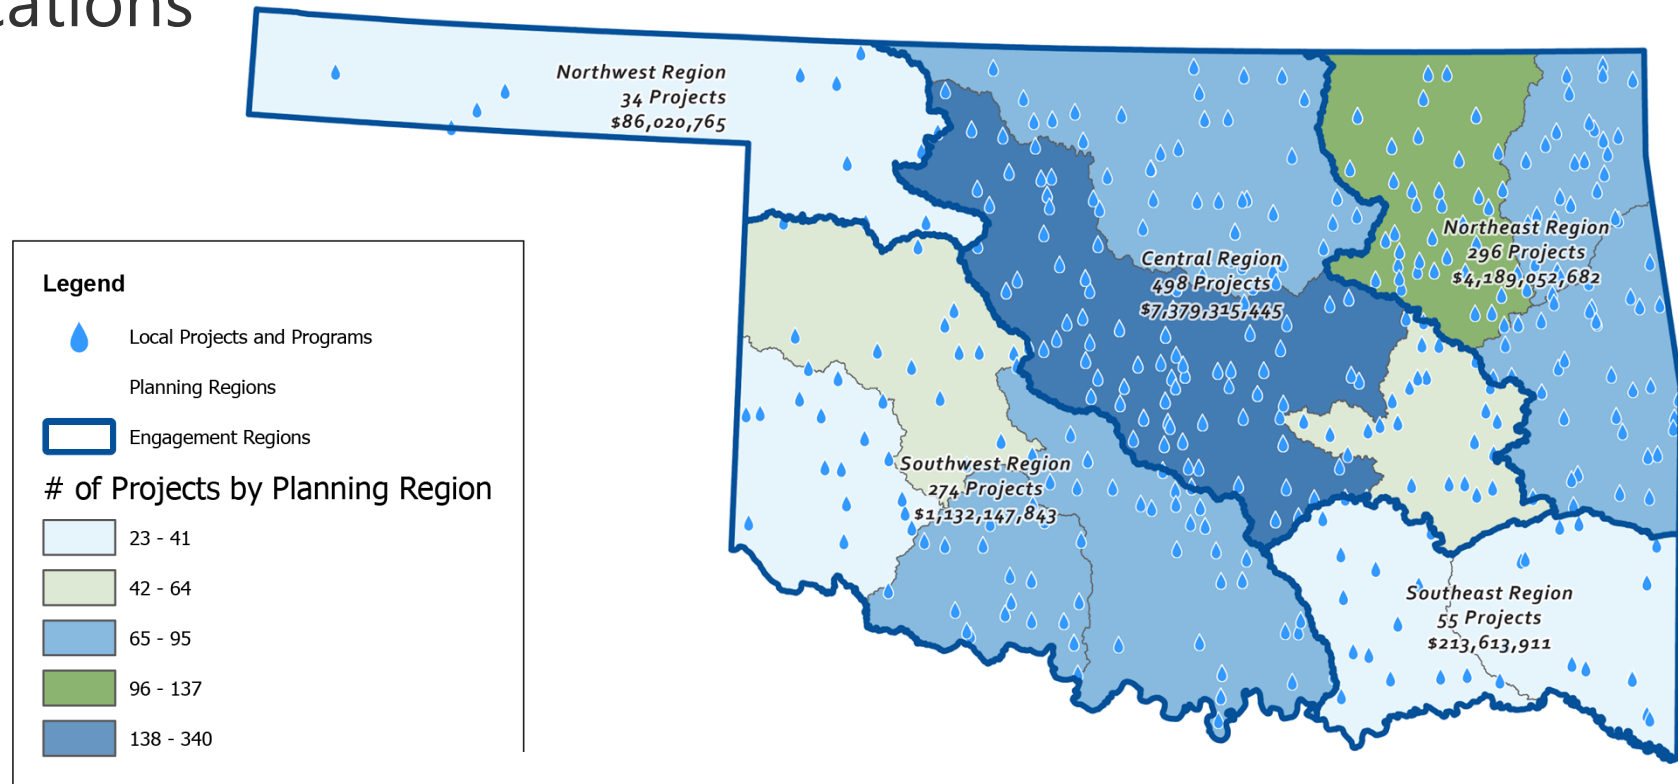 Northwest Region
34 Projects
$86,020,765
Central Region
498 Projects
$7,379,315,445
Northeast Region
296 Projects
$4,189,052,682
Southwest Region
274 Projects
$1,132,147,843
Southeast Region
55 Projects
$213,613,911
Legend
Local Projects and Programs
Planning Regions
Engagement Regions
# of Projects by Planning Region
23 - 41
42 - 64
65 - 95
96 - 137
138 - 340